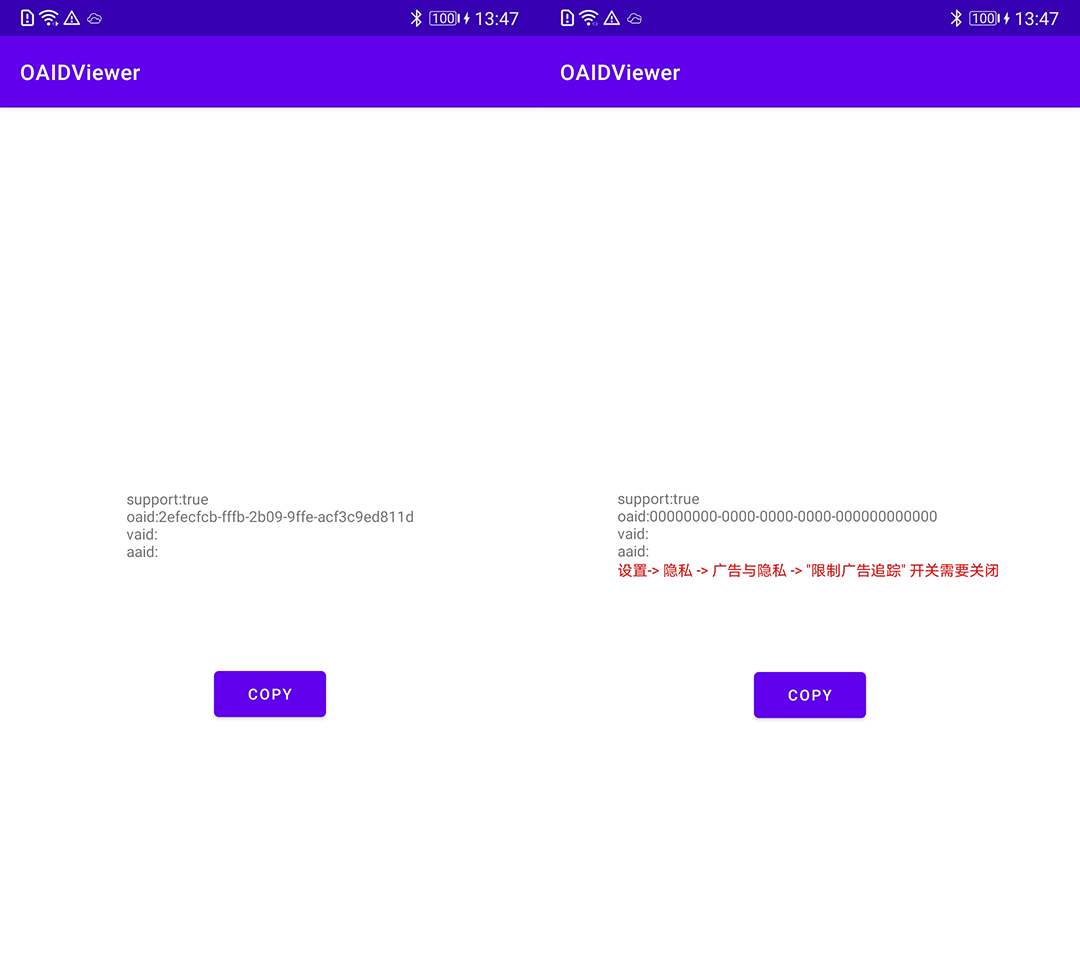 100 13:47
OAIDViewer
support:true
oaid:2efecfcb-fffb-2b09-9ffe-acf3c9ed811d
vaid:
aaid:
COPY
100 13:47
OAIDViewer
support:true
oaid:00000000-0000-0000-0000-000000000000
vaid:
aaid:
设置-> 隐私 -> 广告与隐私 -> "限制广告追踪" 开关需要关闭
COPY